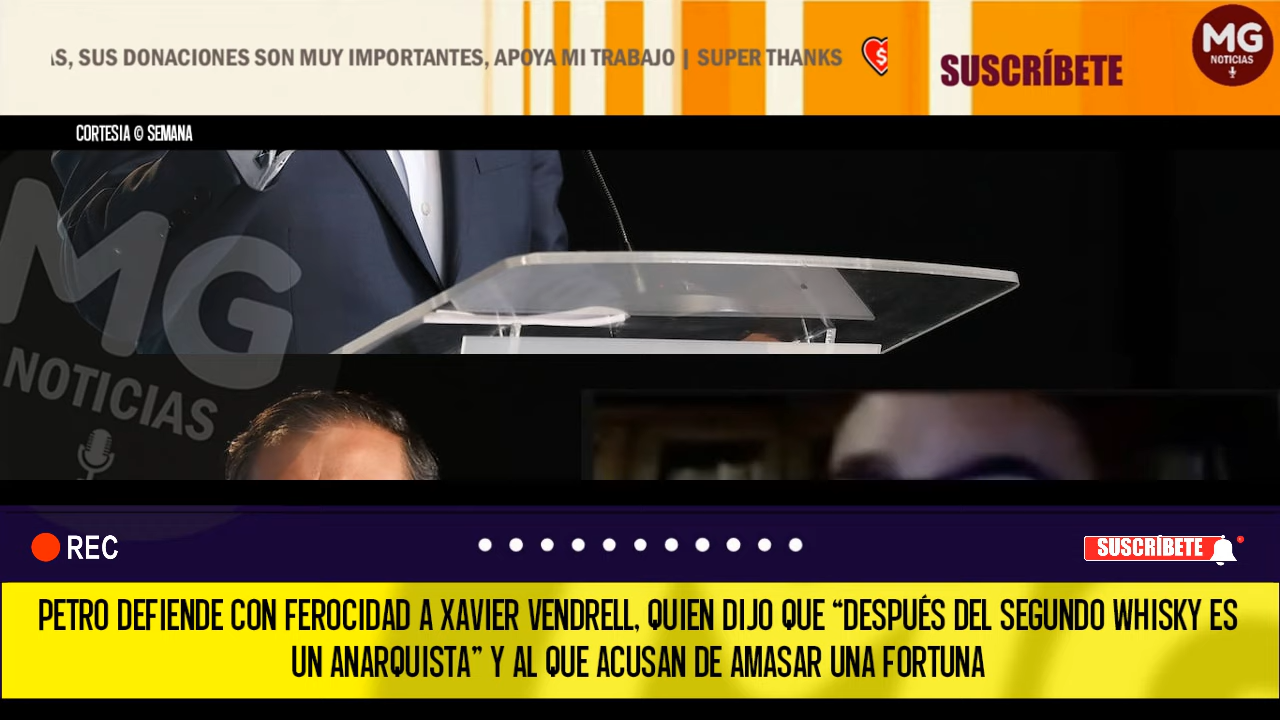 AS, SUS DONACIONES SON MUY IMPORTANTES, APOYA MI TRABAJO | SUPER THANKS
SUSCRÍBETE
MG
NOTICIAS
CORTESIA © SEMANA
MG
NOTICIAS
REC
SUSCRÍBETE
PETRO DEFIENDE CON FEROCIDAD A XAVIER VENDRELL, QUIEN DIJO QUE “DESPUÉS DEL SEGUNDO WHISKY ES
UN ANARQUISTA” Y AL QUE ACUSAN DE AMASAR UNA FORTUNA